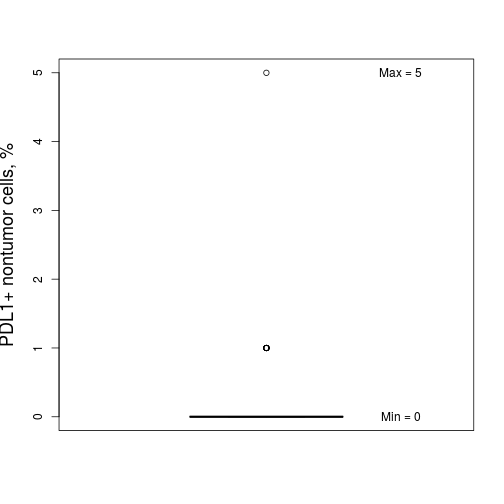 PDL1+ nontumor cells, %
5
4
3
2
1
0
Max = 5
Min = 0